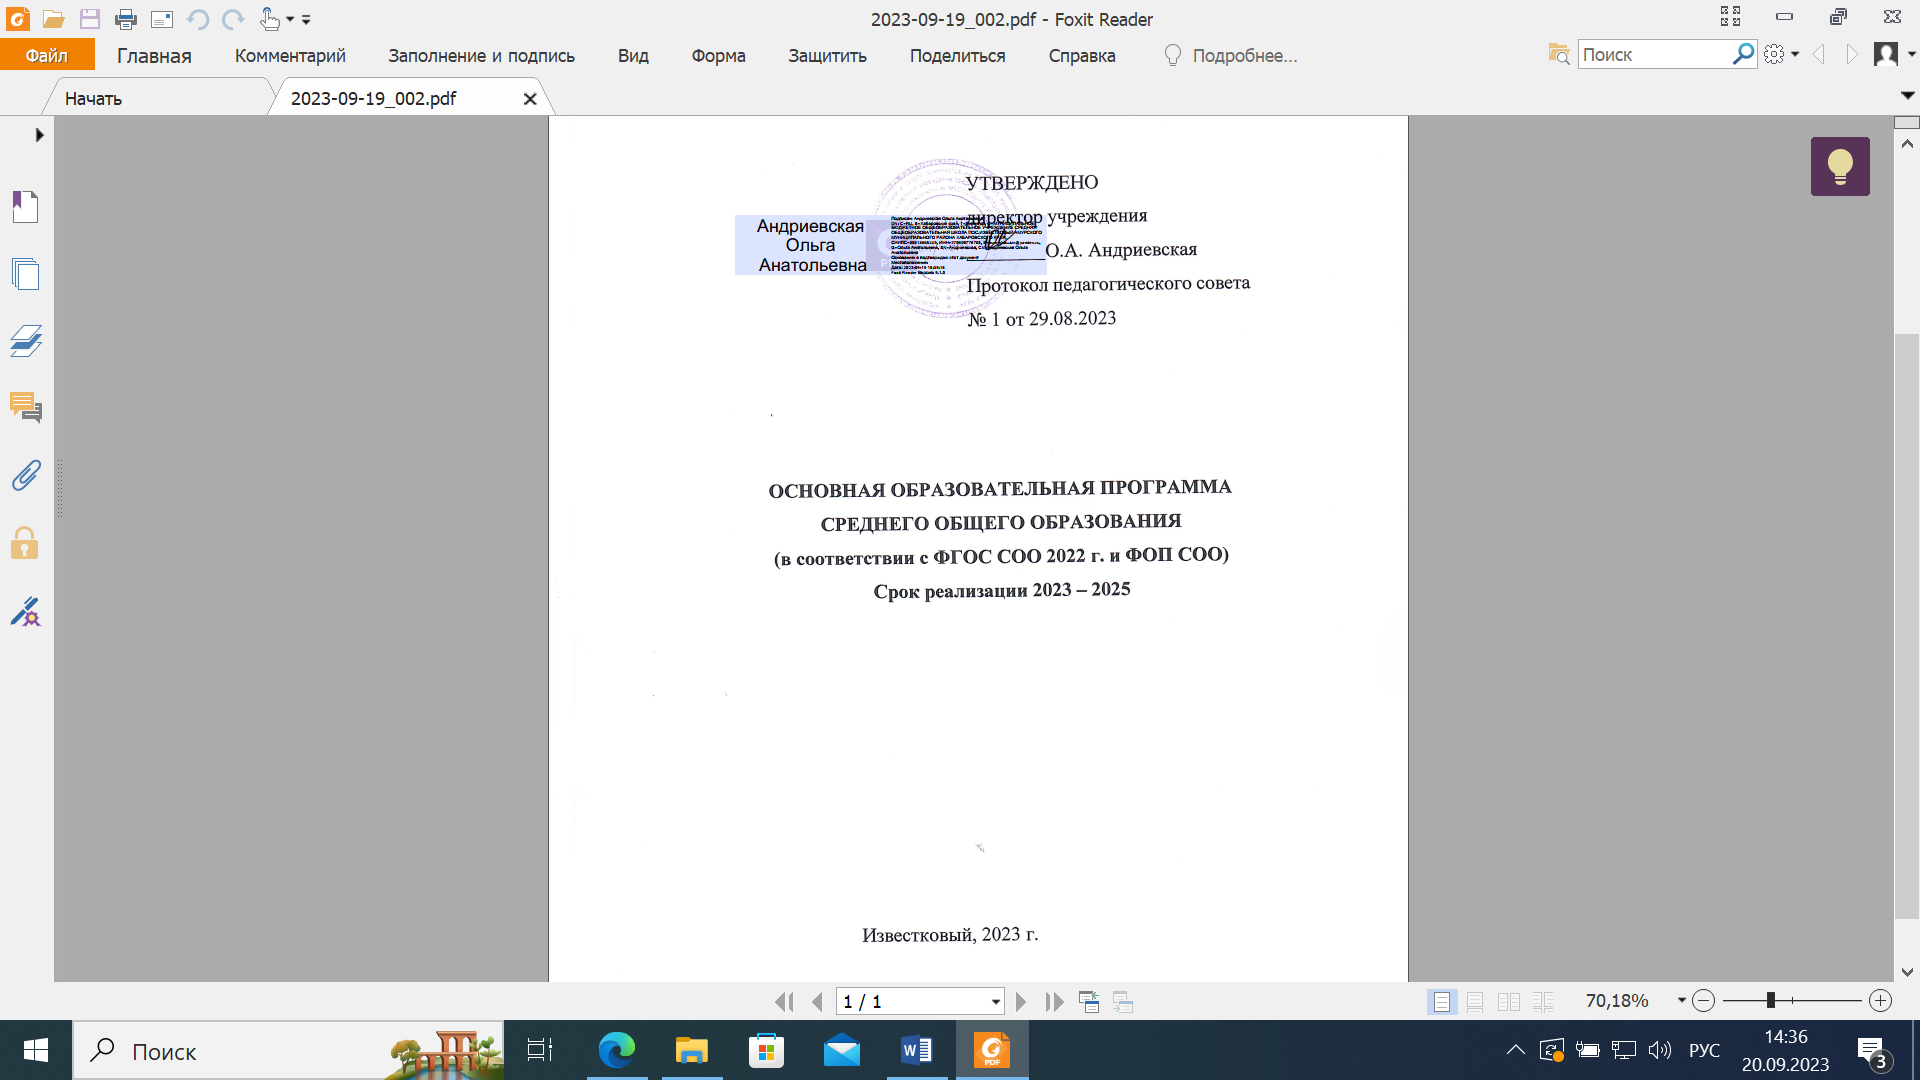 2023-09-19_002.pdf - Foxit Reader
Файл Главная Комментарий Заполнение и подпись Вид Форма Защитить Поделиться Справка Подробнее... Поиск
Начать 2023-09-19_002.pdf
УТВЕРЖДЕНО
директор учреждения
О.А. Андриевская
Протокол педагогического совета
№ 1 от 29.08.2023
Андриевская
Ольга
Анатольевна
ОСНОВНАЯ ОБРАЗОВАТЕЛЬНАЯ ПРОГРАММА
СРЕДНЕГО ОБЩЕГО ОБРАЗОВАНИЯ
(в соответствии с ФГОС СОО 2022 г. и ФОП СОО)
Срок реализации 2023 – 2025
Известковый, 2023 г.
1 / 1
70,18%
Поиск
PDF
РУС
14:36
20.09.2023
3